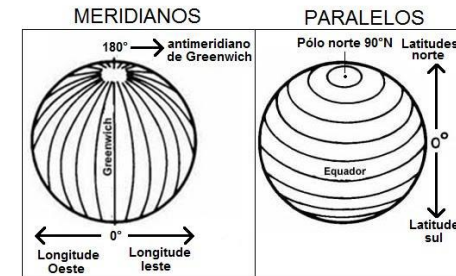 MERIDIANOS
180° antimeridiano
de Greenwich
Greenwich
0°
Longitude
Oeste
Longitude
leste
PARALELOS
Pólo norte 90°N
Latitudes
norte
0°
Equador
Latitude
sul